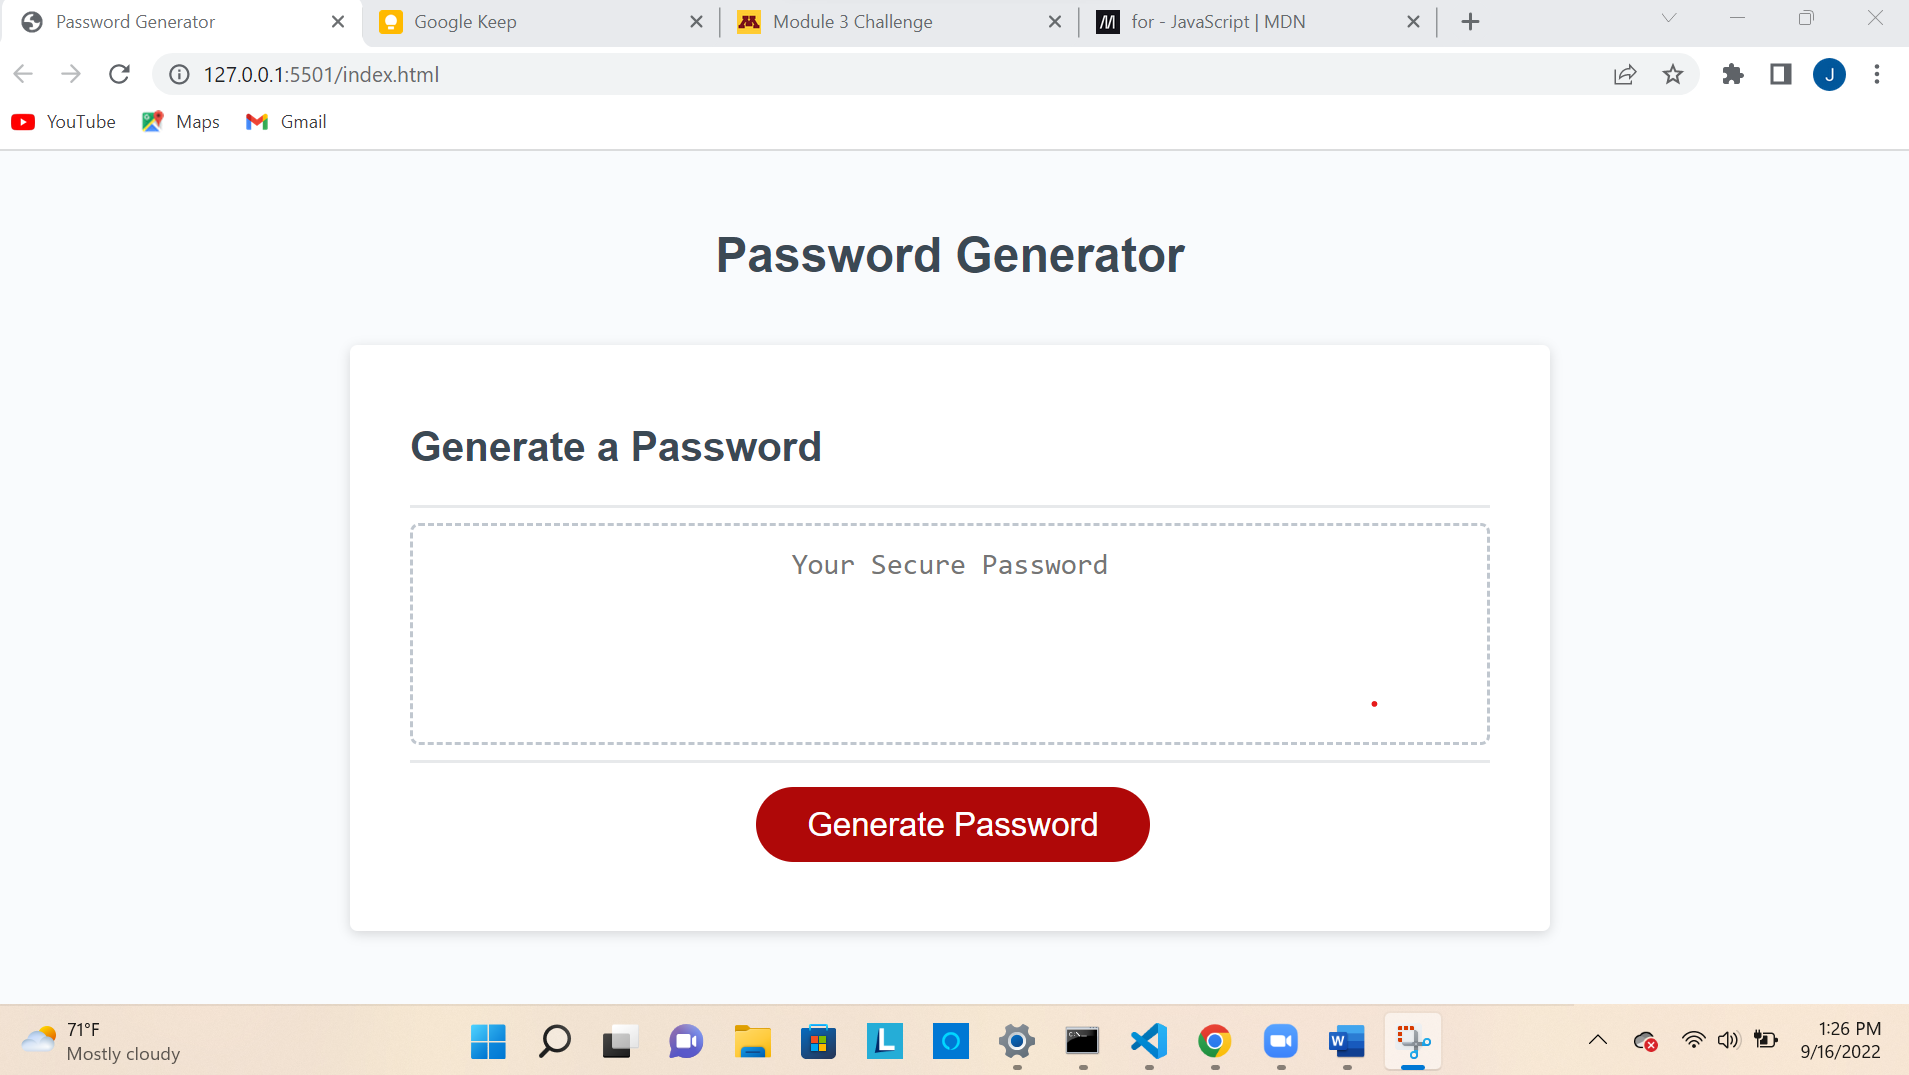 Password Generator
Google Keep
Module 3 Challenge
for - JavaScript | MDN
127.0.0.1:5501/index.html
J
YouTube
Maps
Gmail
Password Generator
Generate a Password
Your Secure Password
Generate Password
71°F
Mostly cloudy
L
C:\
W
1:26 PM
9/16/2022